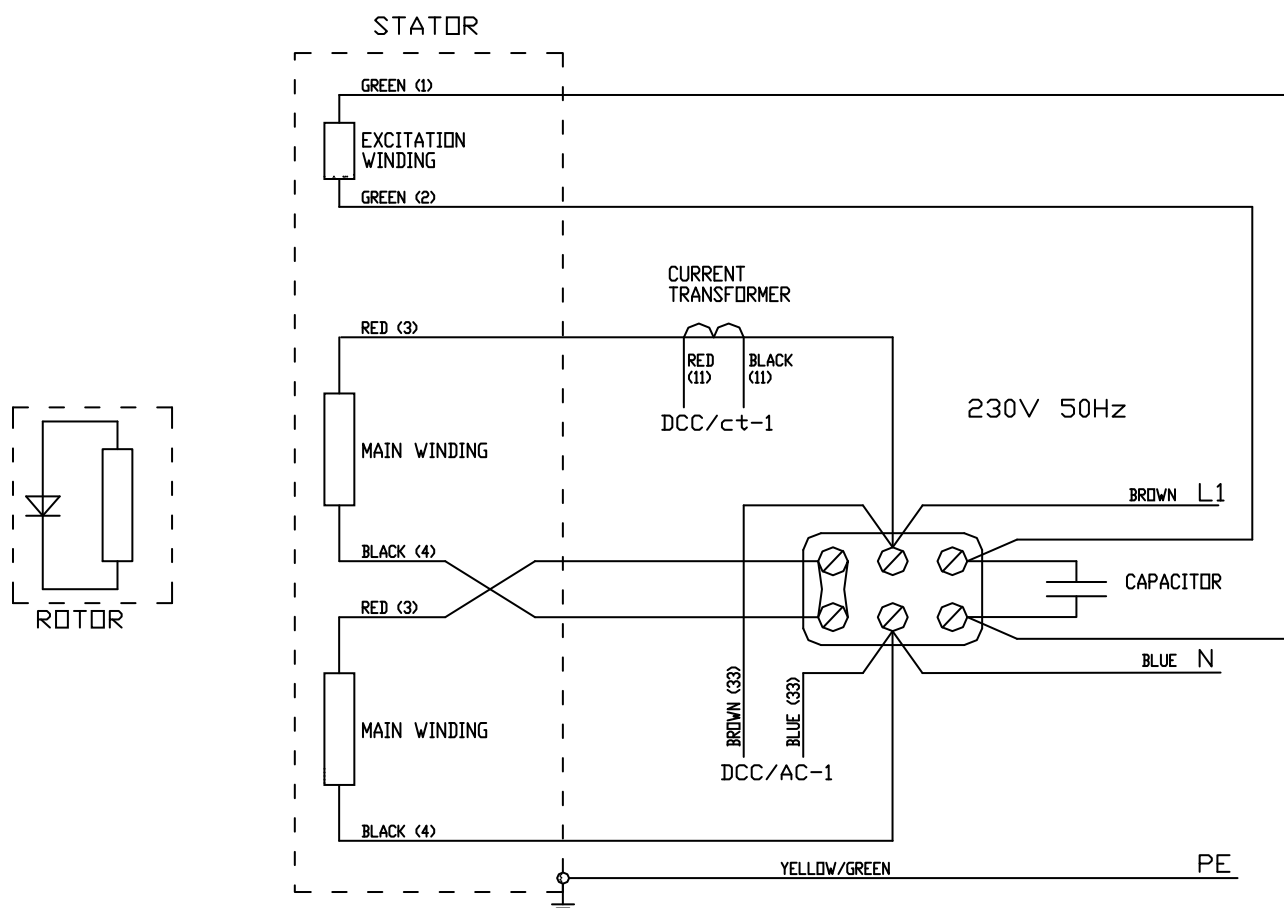 STATOR
GREEN (1)
EXCITATION
WINDING
GREEN (2)
CURRENT
TRANSFORMER
RED (3)
RED
(11)
BLACK
(11)
DCC/ct-1
230V 50Hz
MAIN WINDING
BROWN L1
BLACK (4)
CAPACITOR
RED (3)
ROTOR
BLUE N
BROWN (33)
BLUE (33)
MAIN WINDING
DCC/AC-1
BLACK (4)
YELLOW/GREEN
PE